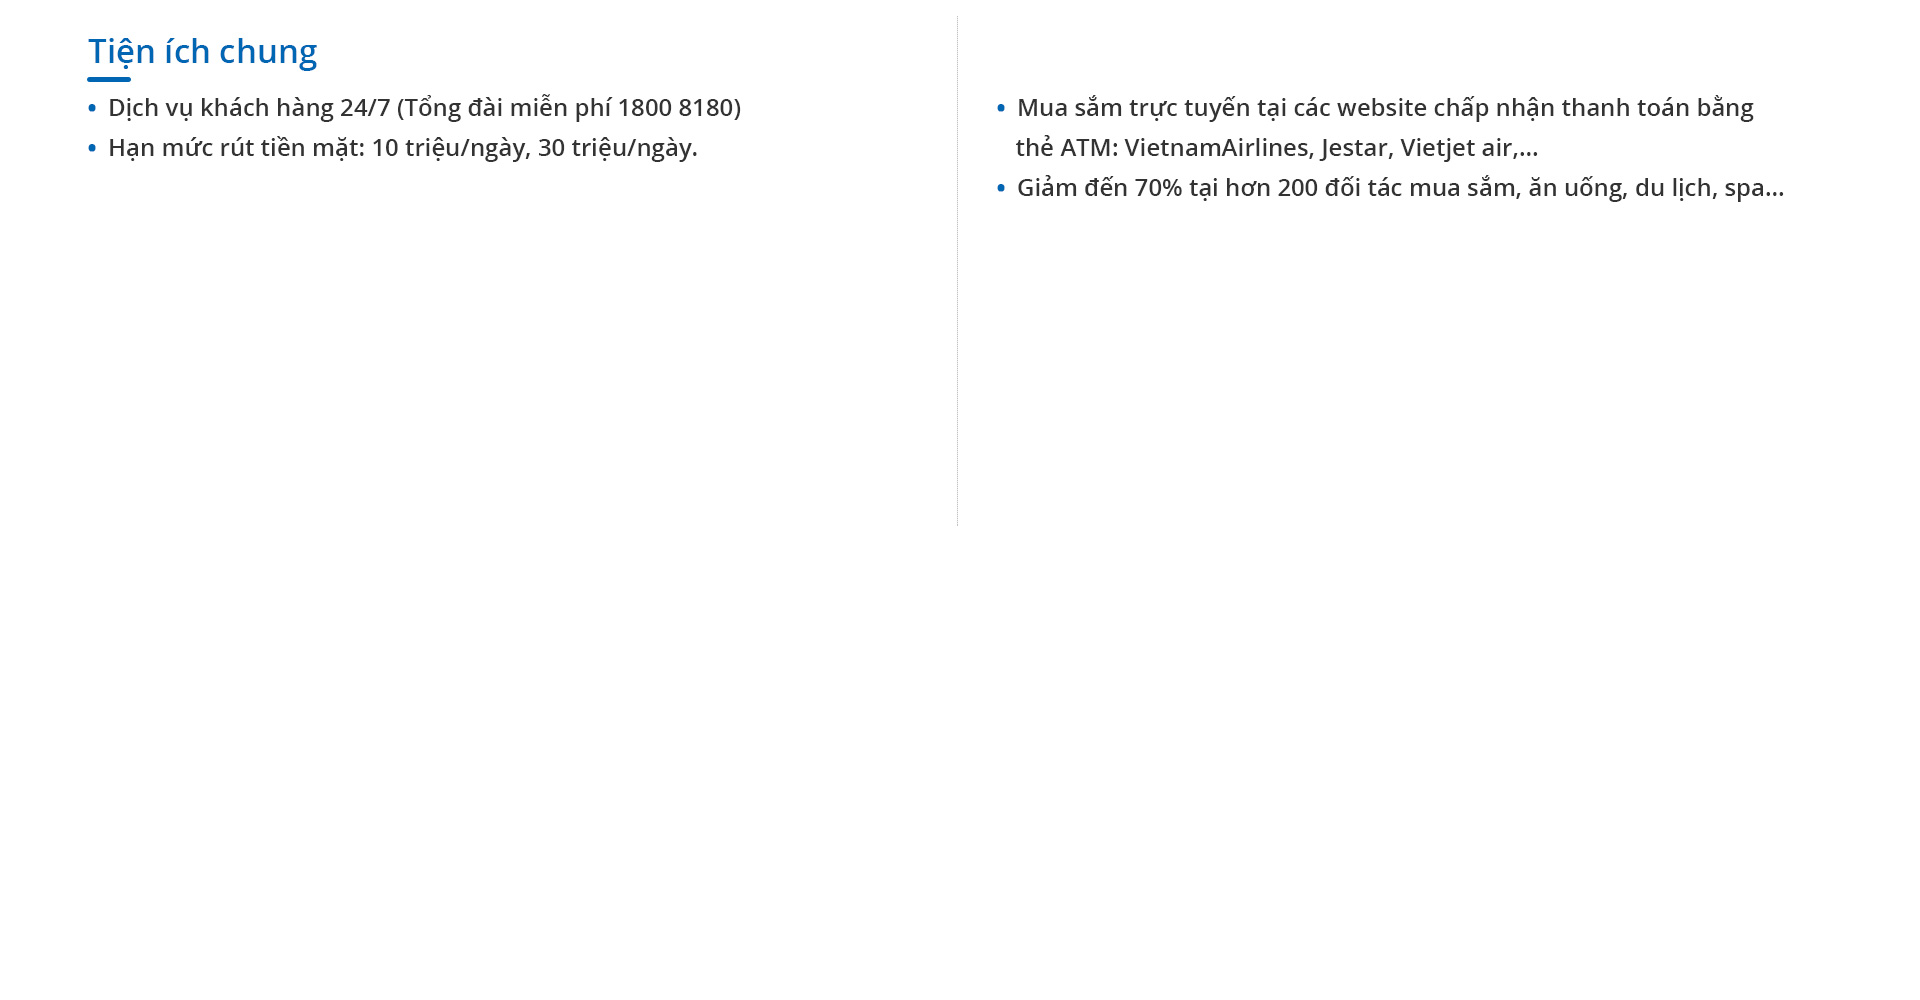 Tiện ích chung
• Dịch vụ khách hàng 24/7 (Tổng đài miễn phí 1800 8180)
• Hạn mức rút tiền mặt: 10 triệu/ngày, 30 triệu/ngày.
• Mua sắm trực tuyến tại các website chấp nhận thanh toán bằng
thẻ ATM: VietnamAirlines, Jestar, Vietjet air,...
• Giảm đến 70% tại hơn 200 đối tác mua sắm, ăn uống, du lịch, spa...